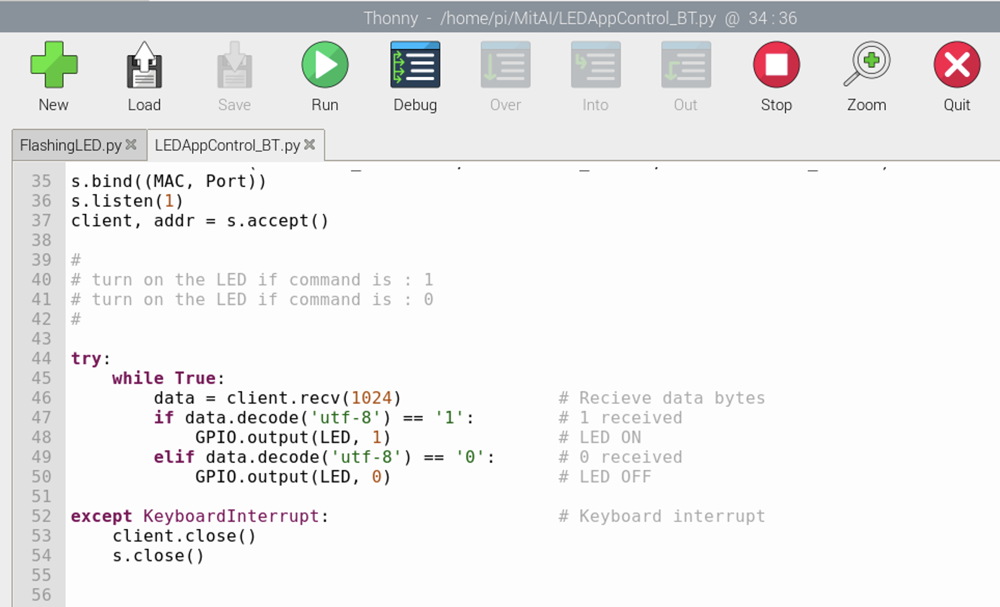 Thonny - /home/pi/MitAI/LEDAppControl_BT.py @ 34 : 36
New Load Save Run Debug Over Into Out Stop Zoom Quit
FlashingLED.py LEDAppControl_BT.py
35 s.bind((MAC, Port))
36 s.listen(1)
37 client, addr = s.accept()
38
39 #
40 # turn on the LED if command is : 1
41 # turn on the LED if command is : 0
42 #
43
44 try:
45     while True:
46         data = client.recv(1024)               # Recieve data bytes
47         if data.decode('utf-8') == '1':        # 1 received
48             GPIO.output(LED, 1)                # LED ON
49         elif data.decode('utf-8') == '0':      # 0 received
50             GPIO.output(LED, 0)                # LED OFF
51
52 except KeyboardInterrupt:                      # Keyboard interrupt
53     client.close()
54     s.close()
55
56